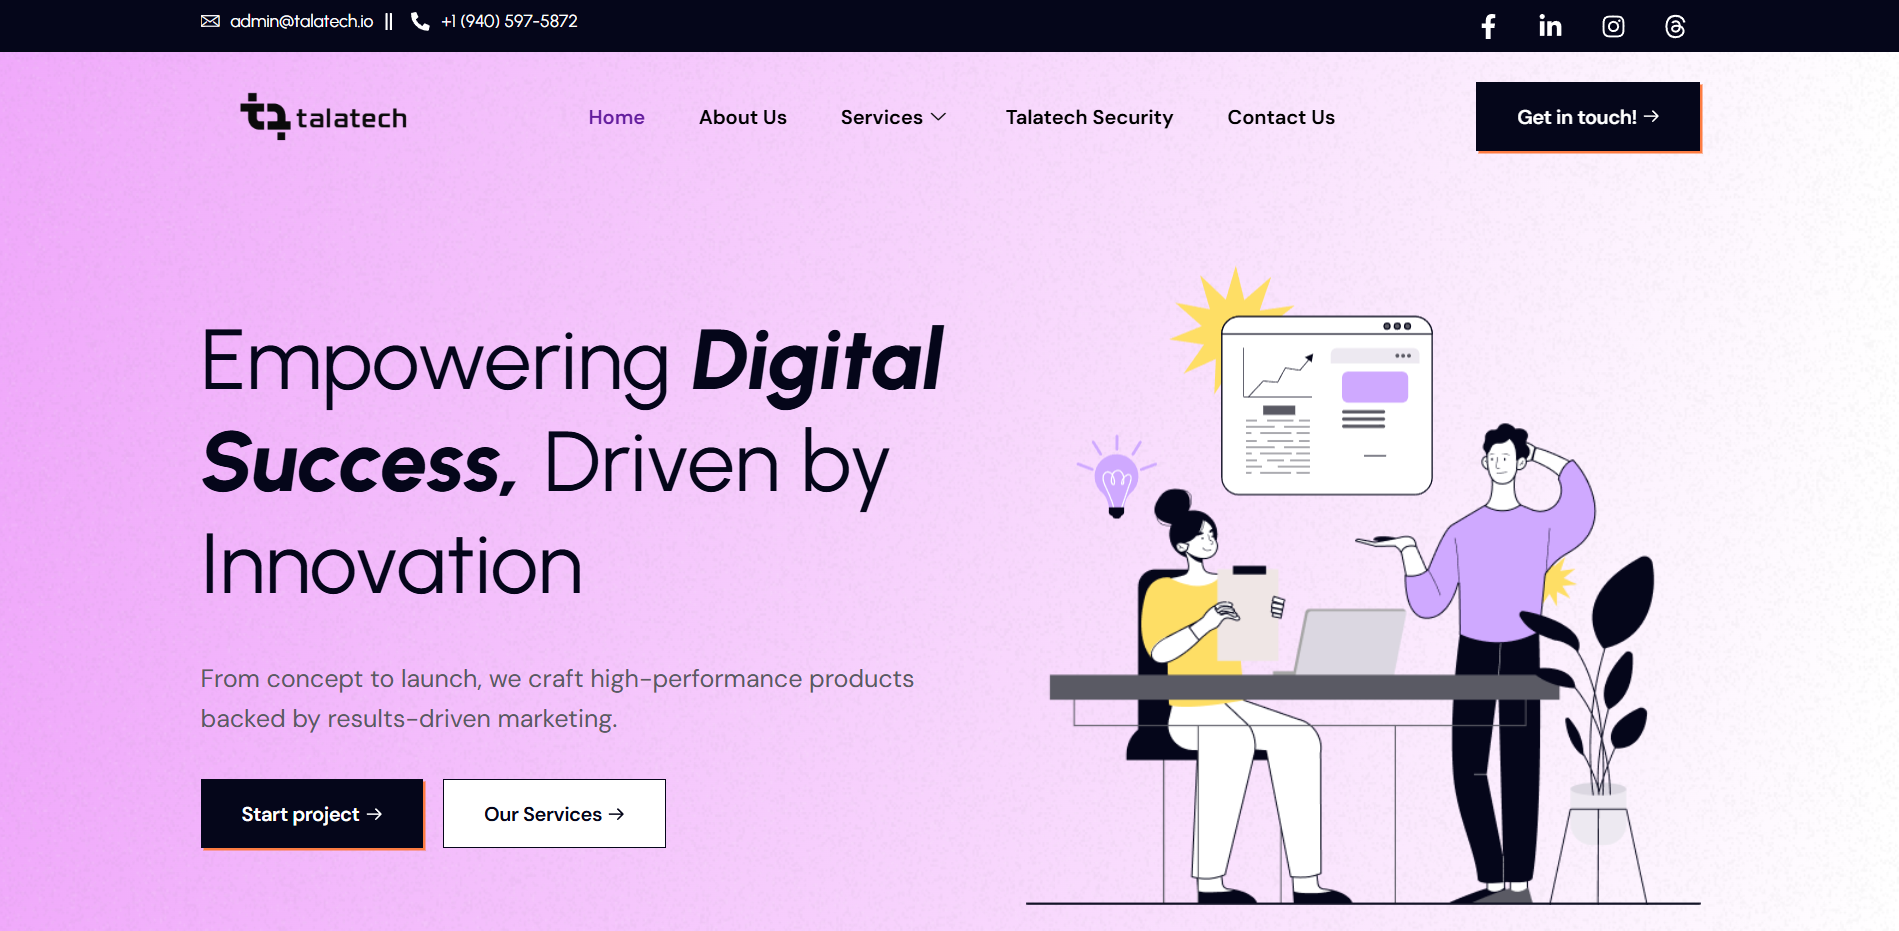 admin@talatech.io || +1 (940) 597-5872
talatech
Home About Us Services Talatech Security Contact Us
Get in touch! →
Empowering Digital
Success, Driven by
Innovation
From concept to launch, we craft high-performance products
backed by results-driven marketing.
Start project →
Our Services →